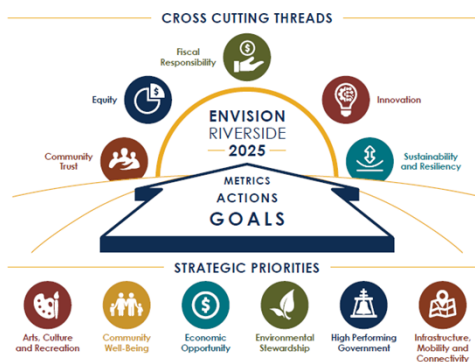 CROSS CUTTING THREADS
Fiscal
Responsibility
Equity
Innovation
ENVISION
RIVERSIDE
2025
Community
Trust
Sustainability
and Resiliency
METRICS
ACTIONS
GOALS
STRATEGIC PRIORITIES
Arts, Culture
and Recreation
Community
Well-Being
Economic
Opportunity
Environmental
Stewardship
High Performing
Government
Infrastructure,
Mobility and
Connectivity